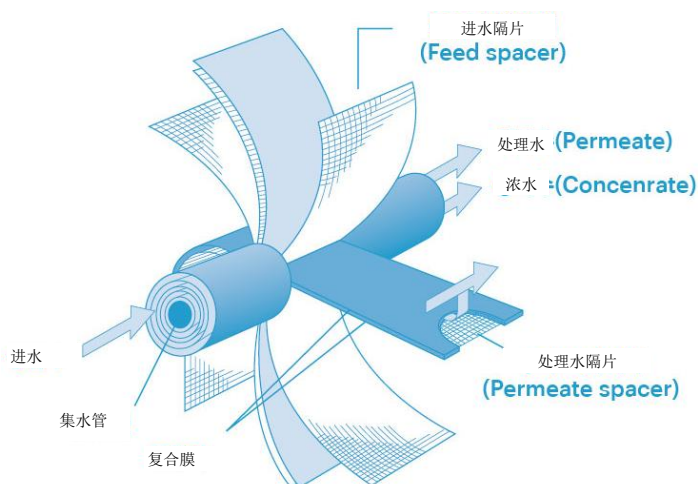 进水隔片
(Feed spacer)
处理水 (Permeate)
浓水 (Concenrate)
进水
处理水隔片
(Permeate spacer)
集水管
复合膜